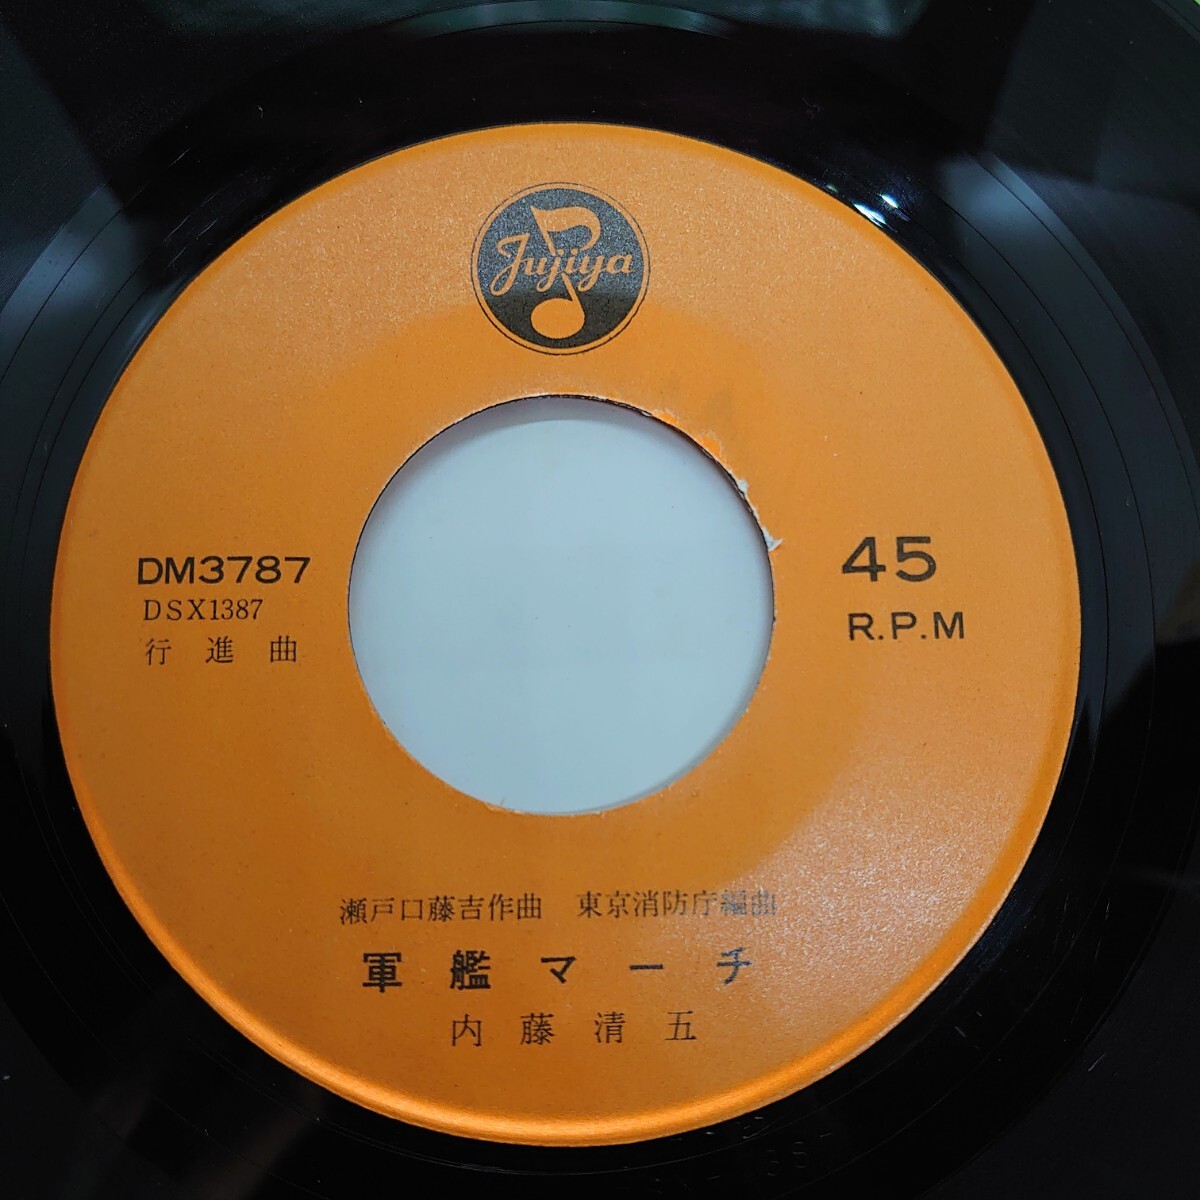 Jujiya
DM3787
DSX1387
行進曲
45
R.P.M
瀬戸口藤吉作曲 東京消防庁編曲
軍艦マーチ
内藤清五